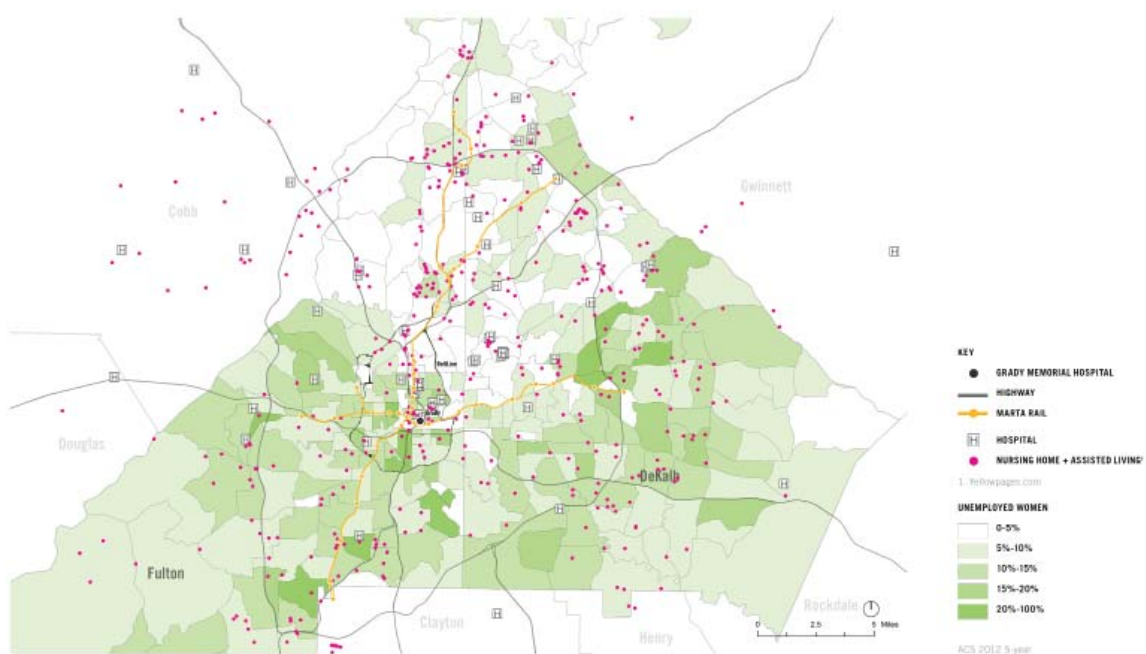 Cobb
Gwinnett
BeltLine
Grady
Douglas
DeKalb
Fulton
Clayton
Henry
Rockdale
0 2.5 5 Miles
KEY
GRADY MEMORIAL HOSPITAL
HIGHWAY
MARTA RAIL
H HOSPITAL
NURSING HOME + ASSISTED LIVING¹
1. Yellowpages.com
UNEMPLOYED WOMEN
0-5%
5%-10%
10%-15%
15%-20%
20%-100%
ACS 2012 5-year